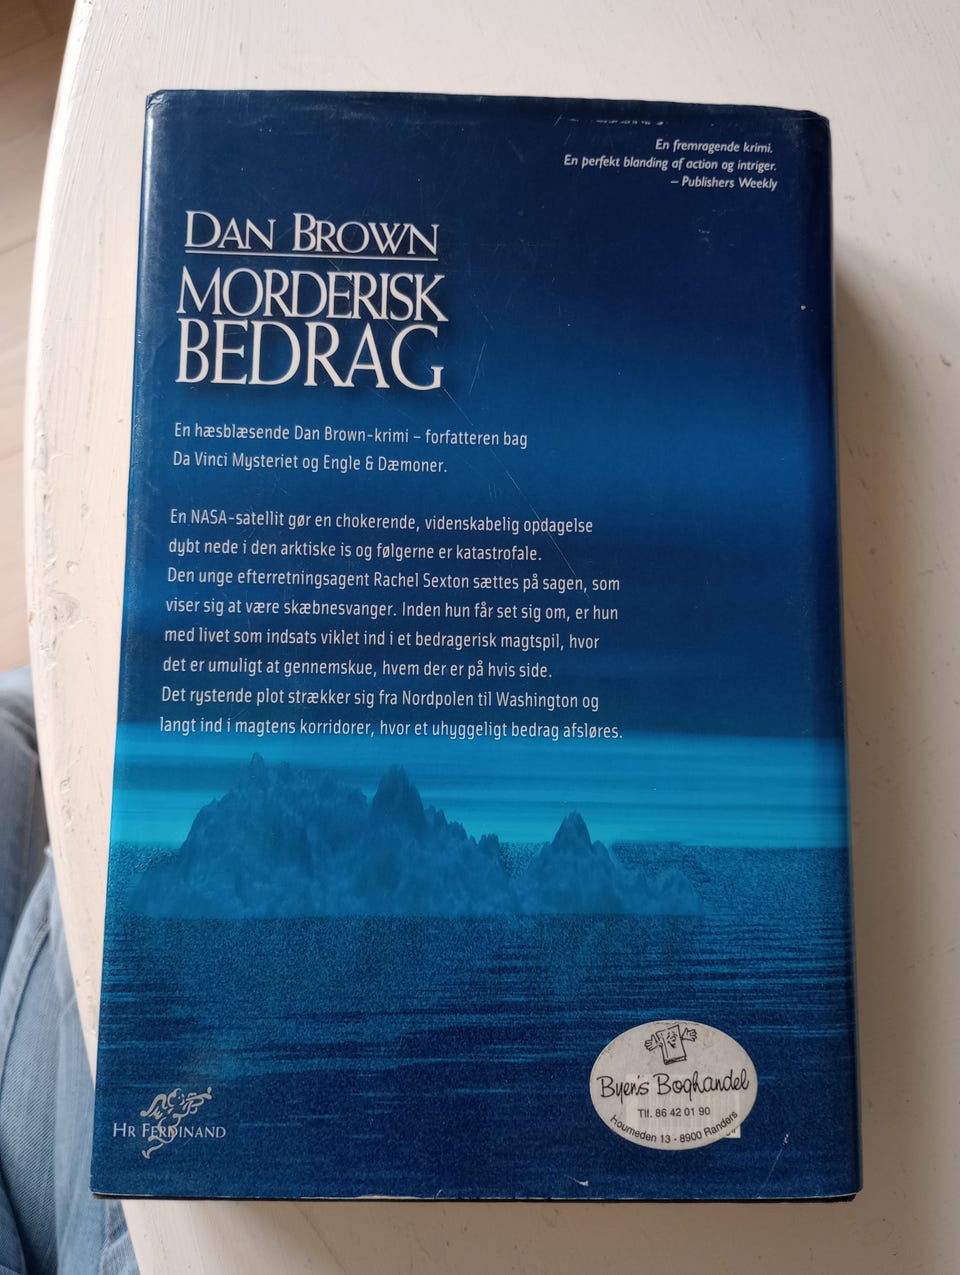 En fremragende krimi.
En perfekt blanding af action og intriger.
– Publishers Weekly
DAN BROWN
MORDERISK
BEDRAG
En hæsblæsende Dan Brown-krimi – forfatteren bag
Da Vinci Mysteriet og Engle & Dæmoner.
En NASA-satellit gør en chokerende, videnskabelig opdagelse
dybt nede i den arktiske is og følgerne er katastrofale.
Den unge efterretningsagent Rachel Sexton sættes på sagen, som
viser sig at være skæbnesvanger. Inden hun får set sig om, er hun
med livet som indsats viklet ind i et bedragerisk magtspil, hvor
det er umuligt at gennemskue, hvem der er på hvis side.
Det rystende plot strækker sig fra Nordpolen til Washington og
langt ind i magtens korridorer, hvor et uhyggeligt bedrag afsløres.
HR FERDINAND
Byens Boghandel
Tlf. 86 42 01 90
Houmeden 13 - 8900 Randers